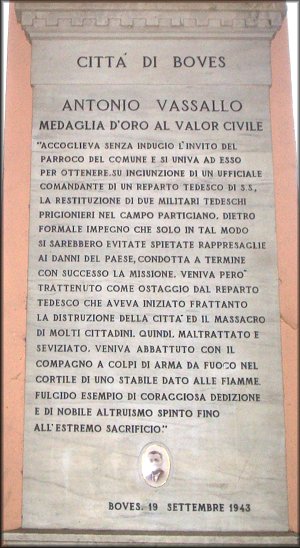 CITTÀ DI BOVES
ANTONIO VASSALLO
MEDAGLIA D'ORO AL VALOR CIVILE
"ACCOGLIEVA SENZA INDUGIO L'INVITO DEL
PARROCO DEL COMUNE E SI UNIVA AD ESSO
PER OTTENERE, SU INCIUNZIONE DI UN UFFICIALE
COMANDANTE DI UN REPARTO TEDESCO DI S.S.,
LA RESTITUZIONE DI DUE MILITARI TEDESCHI
PRIGIONIERI NEL CAMPO PARTIGIANO. DIETRO
FORMALE IMPEGNO CHE SOLO IN TAL MODO
SI SAREBBERO EVITATE SPIETATE RAPPRESAGLIE
AI DANNI DEL PAESE, CONDOTTA A TERMINE
CON SUCCESSO LA MISSIONE, VENIVA PERO'
TRATTENUTO COME OSTAGGIO DAL REPARTO
TEDESCO CHE AVEVA INIZIATO FRATTANTO
LA DISTRUZIONE DELLA CITTA' ED IL MASSACRO
DI MOLTI CITTADINI. QUINDI, MALTRATTATO E
SEVIZIATO, VENIVA ABBATTUTO CON IL
COMPAGNO A COLPI DI ARMA DA FUOCO NEL
CORTILE DI UNO STABILE DATO ALLE FIAMME.
FULGIDO ESEMPIO DI CORAGGIOSA DEDIZIONE
E DI NOBILE ALTRUISMO SPINTO FINO
ALL'ESTREMO SACRIFICIO."
BOVES, 19 SETTEMBRE 1943